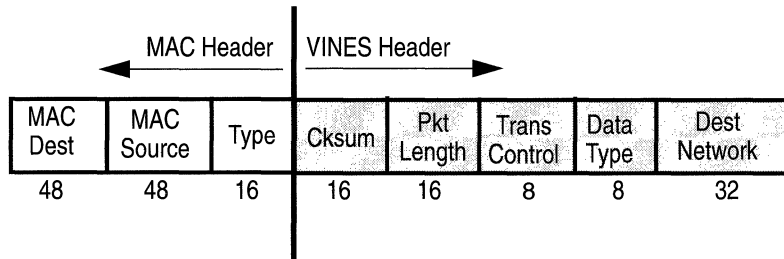 MAC Header VINES Header
MAC Dest MAC Source Type Cksum Pkt Length Trans Control Data Type Dest Network
48 48 16 16 16 8 8 32